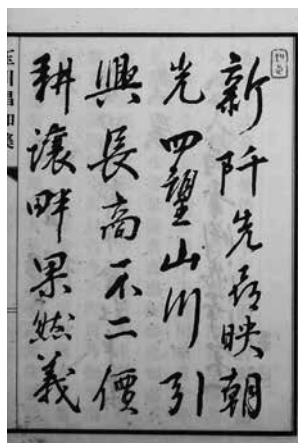 新阡先映朝
光四望山川引
興長高不二價
耕讓畔果然義